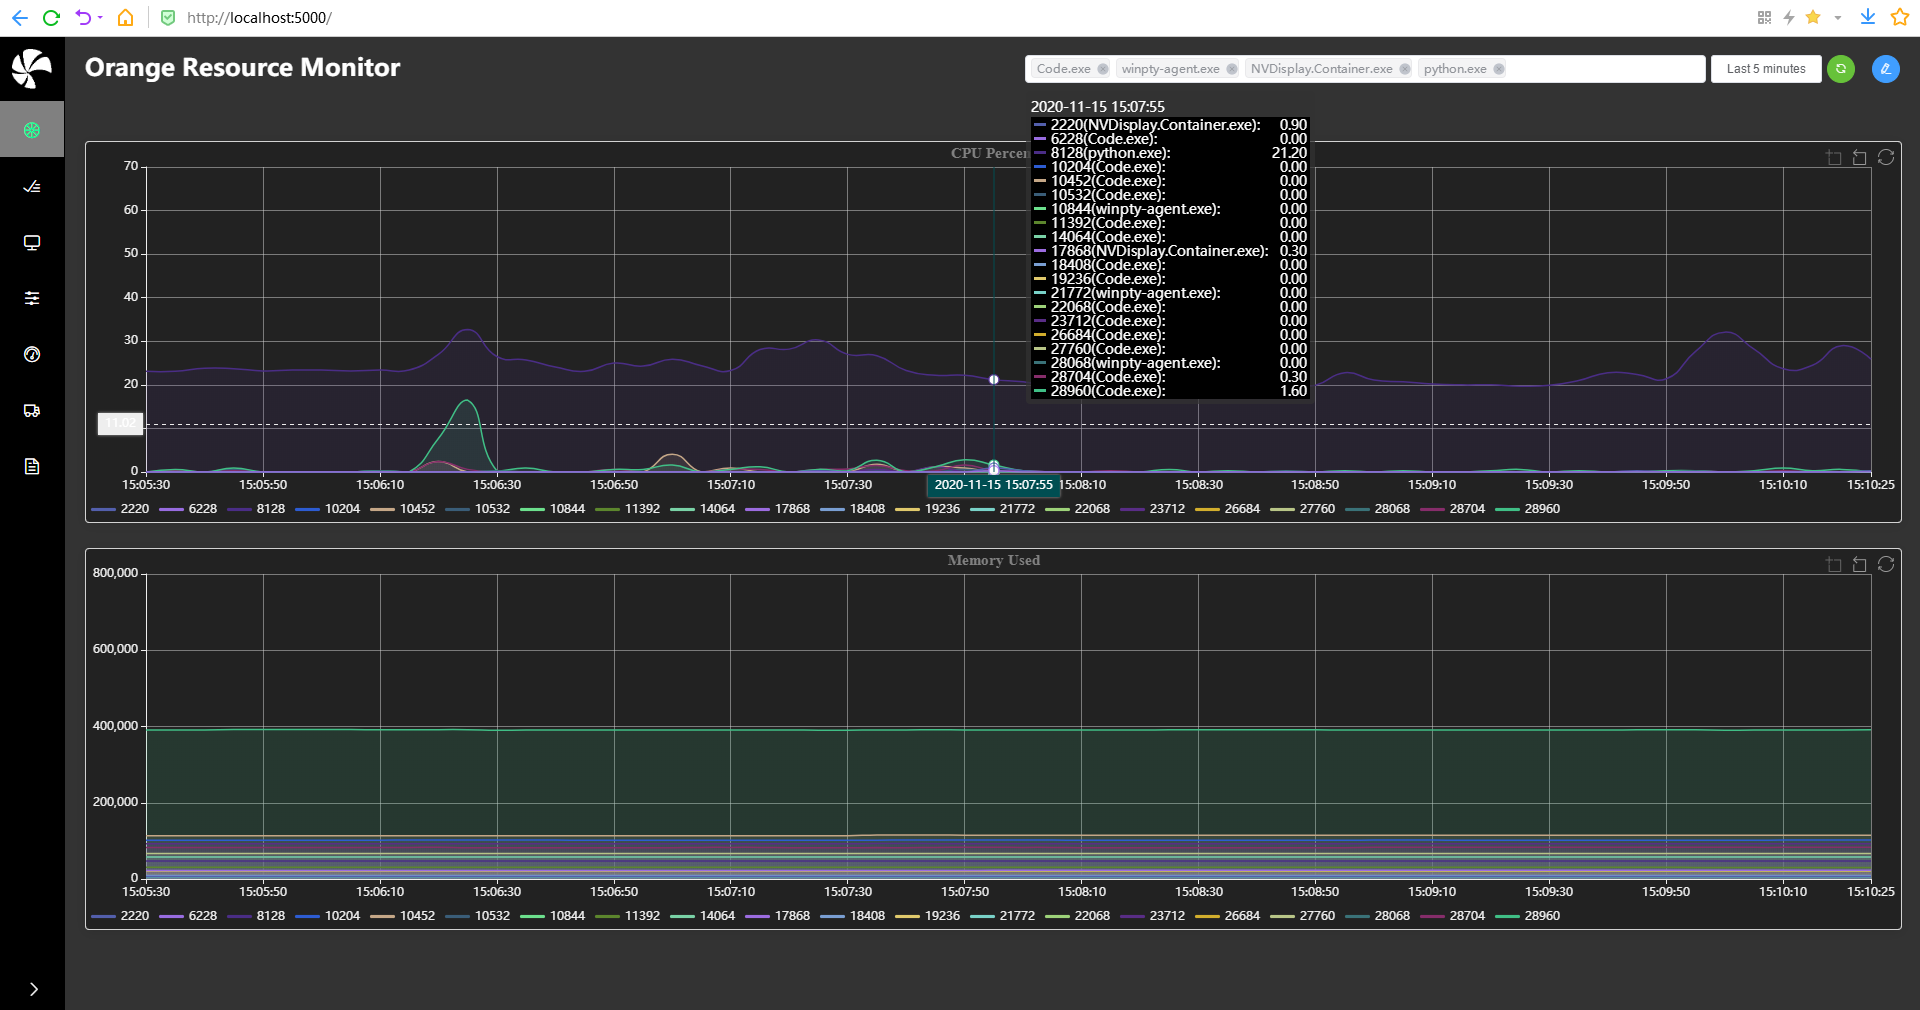 http://localhost:5000/
Orange Resource Monitor
Code.exe winpty-agent.exe NVDisplay.Container.exe python.exe
Last 5 minutes
CPU Percen
2020-11-15 15:07:55
2220(NVDisplay.Container.exe): 0.90
6228(Code.exe): 0.00
8128(python.exe): 21.20
10204(Code.exe): 0.00
10452(Code.exe): 0.00
10532(Code.exe): 0.00
10844(winpty-agent.exe): 0.00
11392(Code.exe): 0.00
14064(Code.exe): 0.00
17868(NVDisplay.Container.exe): 0.30
18408(Code.exe): 0.00
19236(Code.exe): 0.00
21772(winpty-agent.exe): 0.00
22068(Code.exe): 0.00
23712(Code.exe): 0.00
26684(Code.exe): 0.00
27760(Code.exe): 0.00
28068(winpty-agent.exe): 0.00
28704(Code.exe): 0.30
28960(Code.exe): 1.60
70
60
50
40
30
20
11.02
0
15:05:30 15:05:50 15:06:10 15:06:30 15:06:50 15:07:10 15:07:30 2020-11-15 15:07:55 15:08:10 15:08:30 15:08:50 15:09:10 15:09:30 15:09:50 15:10:10 15:10:25
2220 6228 8128 10204 10452 10532 10844 11392 14064 17868 18408 19236 21772 22068 23712 26684 27760 28068 28704 28960
Memory Used
800,000
600,000
400,000
200,000
0
15:05:30 15:05:50 15:06:10 15:06:30 15:06:50 15:07:10 15:07:30 15:07:50 15:08:10 15:08:30 15:08:50 15:09:10 15:09:30 15:09:50 15:10:10 15:10:25
2220 6228 8128 10204 10452 10532 10844 11392 14064 17868 18408 19236 21772 22068 23712 26684 27760 28068 28704 28960